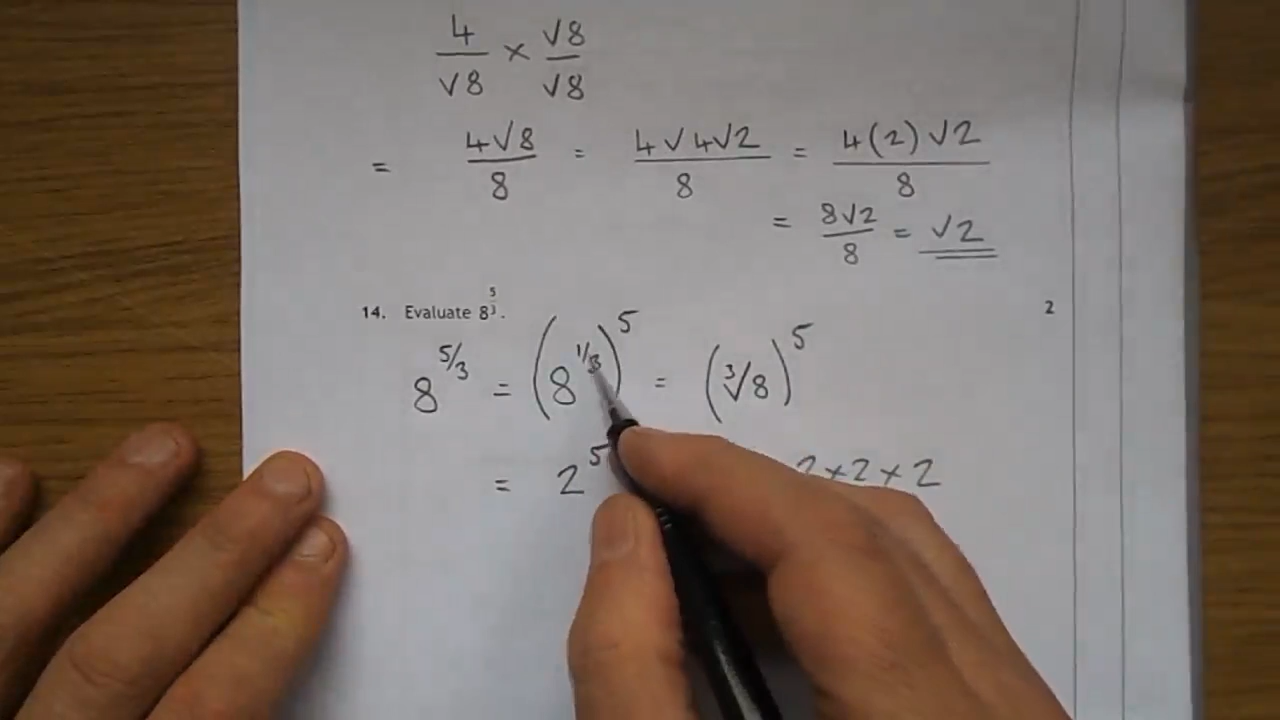 4/√8 × √8/√8
= 4√8/8 = 4√4√2/8 = 4(2)√2/8
= 8√2/8 = √2
14. Evaluate 8^(5/3). 2
8^(5/3) = (8^(1/3))^5 = (∛8)^5
= 2^5 2×2×2